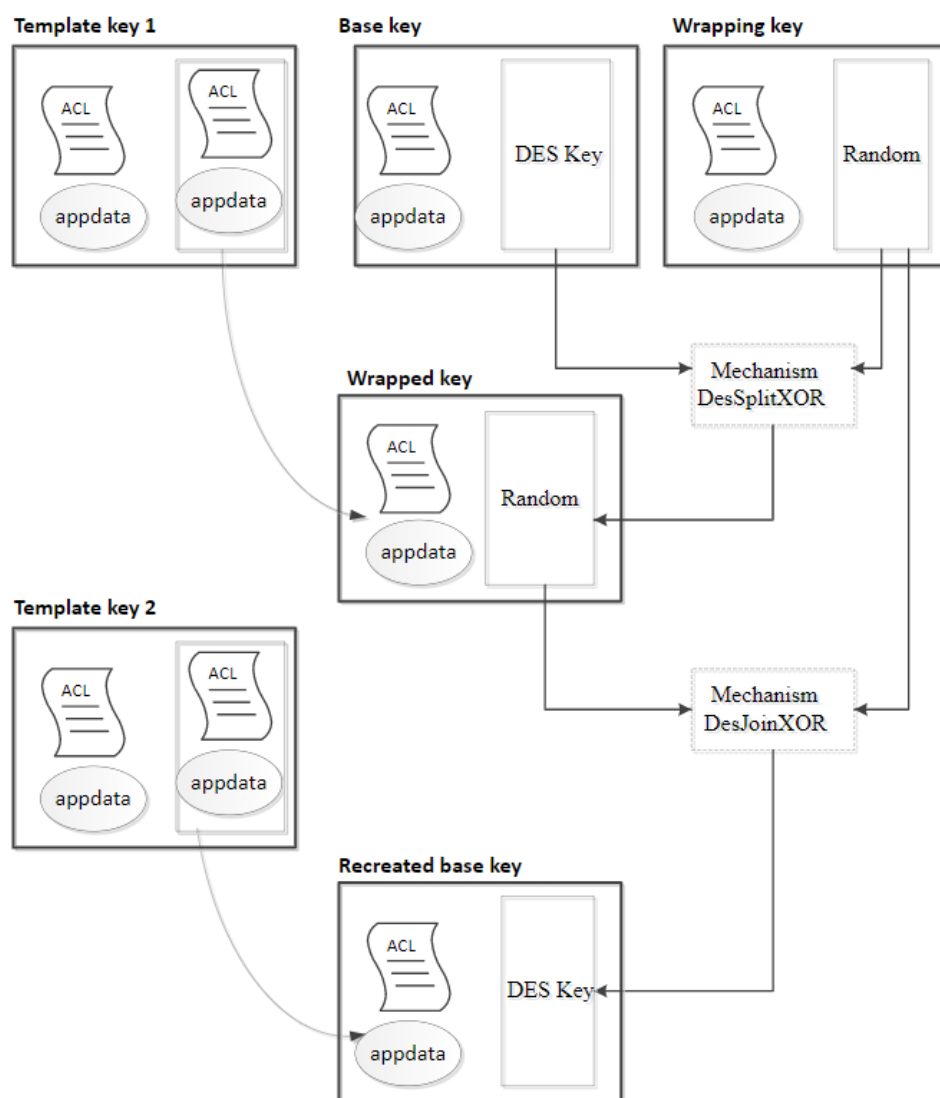 Template key 1
Base key
Wrapping key
ACL
appdata
ACL
appdata
ACL
appdata
DES Key
ACL
appdata
Random
Mechanism
DesSplitXOR
Wrapped key
ACL
appdata
Random
Template key 2
ACL
appdata
ACL
appdata
Mechanism
DesJoinXOR
Recreated base key
ACL
appdata
DES Key